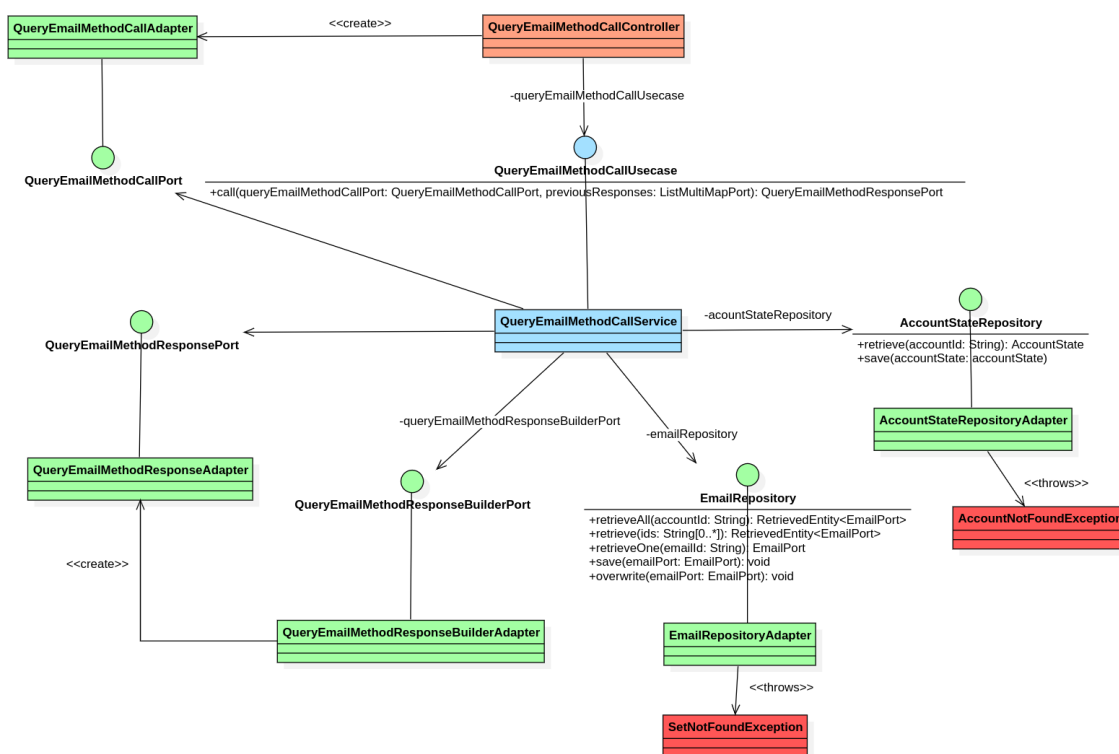 QueryEmailMethodCallAdapter
<<create>>
QueryEmailMethodCallController
-queryEmailMethodCallUsecase
QueryEmailMethodCallPort
QueryEmailMethodCallUsecase
+call(queryEmailMethodCallPort: QueryEmailMethodCallPort, previousResponses: ListMultiMapPort): QueryEmailMethodResponsePort
QueryEmailMethodResponsePort
QueryEmailMethodCallService
-acountStateRepository
AccountStateRepository
+retrieve(accountId: String): AccountState
+save(accountState: accountState)
-queryEmailMethodResponseBuilderPort
-emailRepository
AccountStateRepositoryAdapter
QueryEmailMethodResponseAdapter
QueryEmailMethodResponseBuilderPort
EmailRepository
+retrieveAll(accountId: String): RetrievedEntity<EmailPort>
+retrieve(ids: String[0..*]): RetrievedEntity<EmailPort>
+retrieveOne(emailId: String): EmailPort
+save(emailPort: EmailPort): void
+overwrite(emailPort: EmailPort): void
<<throws>>
AccountNotFoundException
<<create>>
QueryEmailMethodResponseBuilderAdapter
EmailRepositoryAdapter
<<throws>>
SetNotFoundException